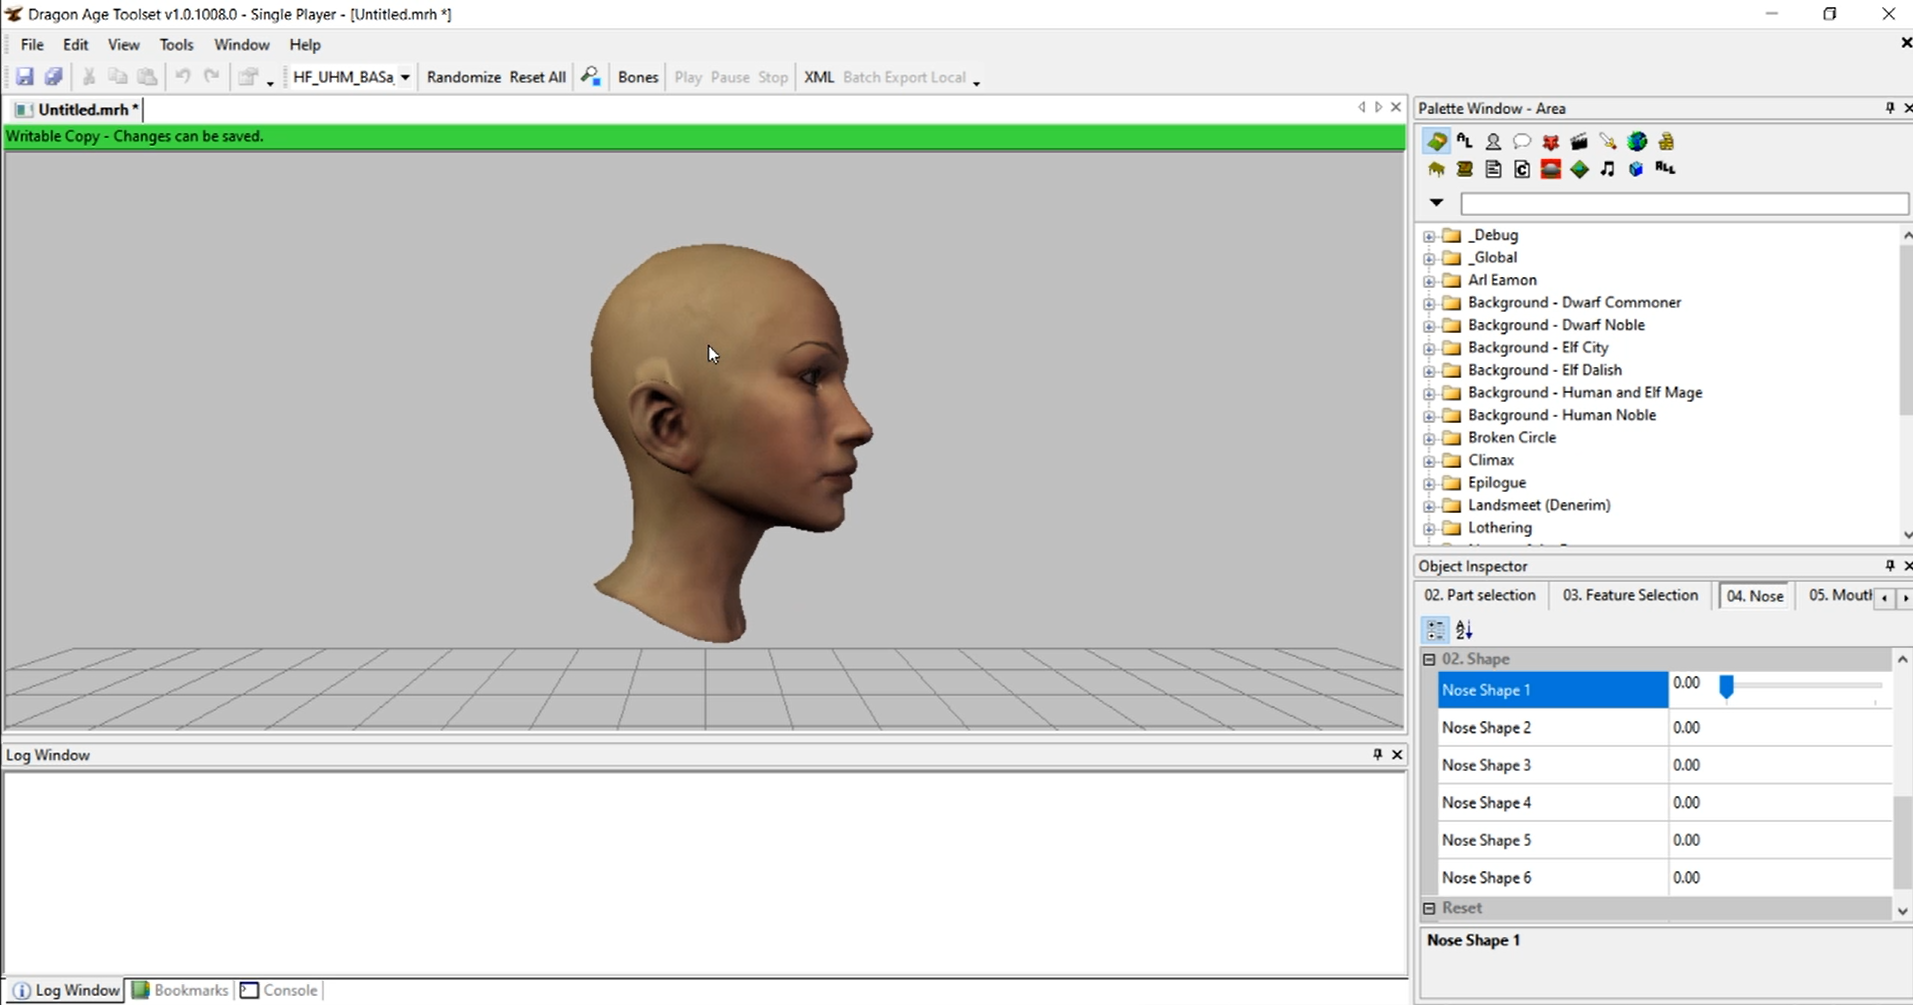 Dragon Age Toolset v1.0.1008.0 - Single Player - [Untitled.mrh *]
File Edit View Tools Window Help
HF_UHM_BASa Randomize Reset All Bones Play Pause Stop XML Batch Export Local
Untitled.mrh *
Writable Copy - Changes can be saved.
Palette Window - Area
_Debug
_Global
Arl Eamon
Background - Dwarf Commoner
Background - Dwarf Noble
Background - Elf City
Background - Elf Dalish
Background - Human and Elf Mage
Background - Human Noble
Broken Circle
Climax
Epilogue
Landsmeet (Denerim)
Lothering
Object Inspector
02. Part selection 03. Feature Selection 04. Nose 05. Mouth
02. Shape
Nose Shape 1 0.00
Nose Shape 2 0.00
Nose Shape 3 0.00
Nose Shape 4 0.00
Nose Shape 5 0.00
Nose Shape 6 0.00
Reset
Nose Shape 1
Log Window
Log Window Bookmarks Console